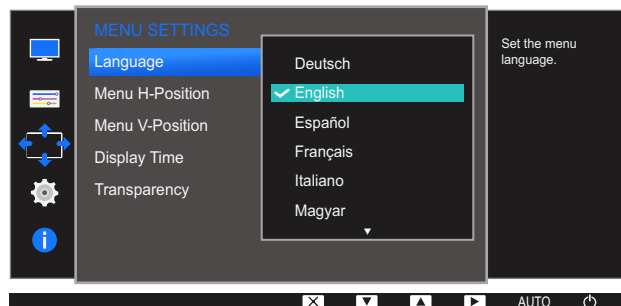 MENU SETTINGS
Language
Menu H-Position
Menu V-Position
Display Time
Transparency
Deutsch
English
Español
Français
Italiano
Magyar
Set the menu
language.
AUTO